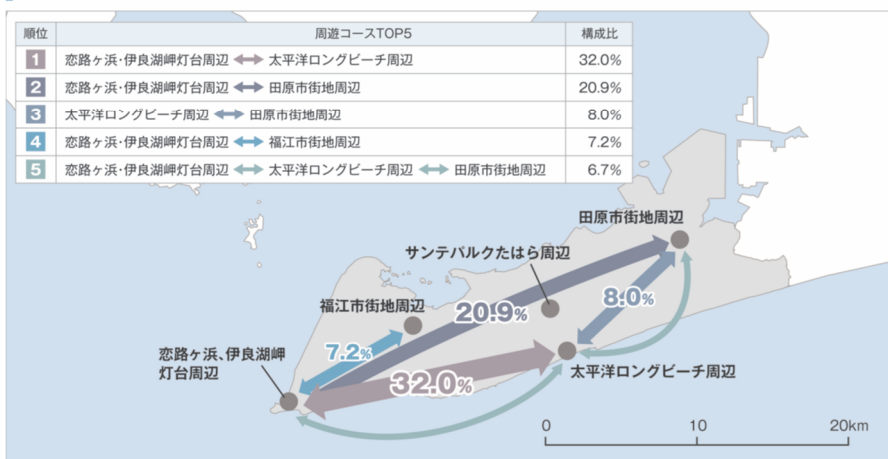 順位 周遊コースTOP5 構成比
1 恋路ヶ浜・伊良湖岬灯台周辺 ⟷ 太平洋ロングビーチ周辺 32.0%
2 恋路ヶ浜・伊良湖岬灯台周辺 ⟷ 田原市街地周辺 20.9%
3 太平洋ロングビーチ周辺 ⟷ 田原市街地周辺 8.0%
4 恋路ヶ浜・伊良湖岬灯台周辺 ⟷ 福江市街地周辺 7.2%
5 恋路ヶ浜・伊良湖岬灯台周辺 ⟷ 太平洋ロングビーチ周辺 ⟷ 田原市街地周辺 6.7%
田原市街地周辺
サンテパルクたはら周辺
福江市街地周辺
20.9%
8.0%
7.2%
恋路ヶ浜、伊良湖岬
灯台周辺
32.0%
太平洋ロングビーチ周辺
0 10 20km